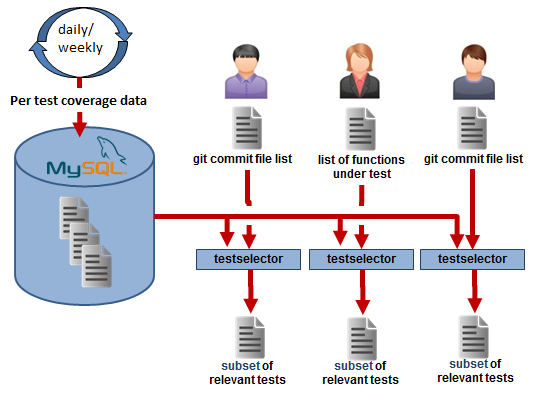 daily/
weekly
Per test coverage data
MySQL
git commit file list
list of functions
under test
git commit file list
testselector
testselector
testselector
subset of
relevant tests
subset of
relevant tests
subset of
relevant tests